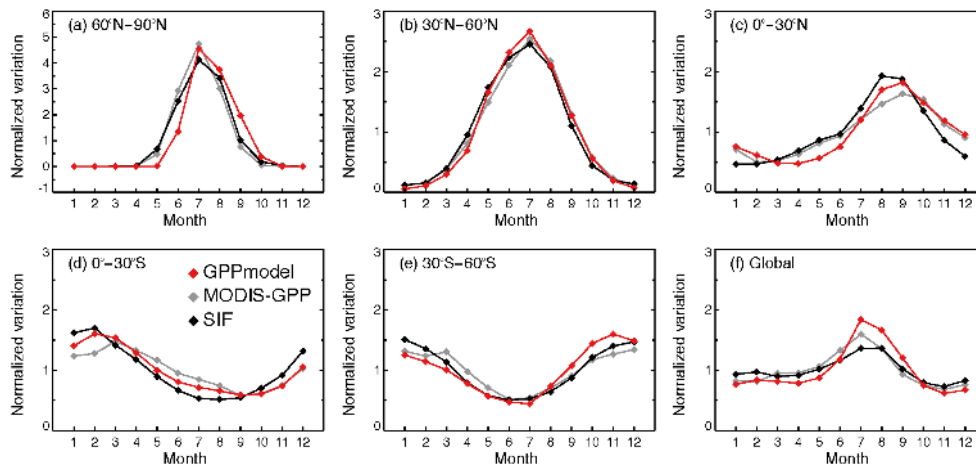 (a) 60°N–90°N
Normalized variation
6
5
4
3
2
1
0
-1
1 2 3 4 5 6 7 8 9 10 11 12
Month
(b) 30°N–60°N
Normalized variation
3
2
1
0
1 2 3 4 5 6 7 8 9 10 11 12
Month
(c) 0°–30°N
Normalized variation
3
2
1
0
1 2 3 4 5 6 7 8 9 10 11 12
Month
(d) 0°–30°S
GPPmodel
MODIS-GPP
SIF
Normalized variation
3
2
1
0
1 2 3 4 5 6 7 8 9 10 11 12
Month
(e) 30°S–60°S
Normalized variation
3
2
1
0
1 2 3 4 5 6 7 8 9 10 11 12
Month
(f) Global
Normalized variation
3
2
1
0
1 2 3 4 5 6 7 8 9 10 11 12
Month